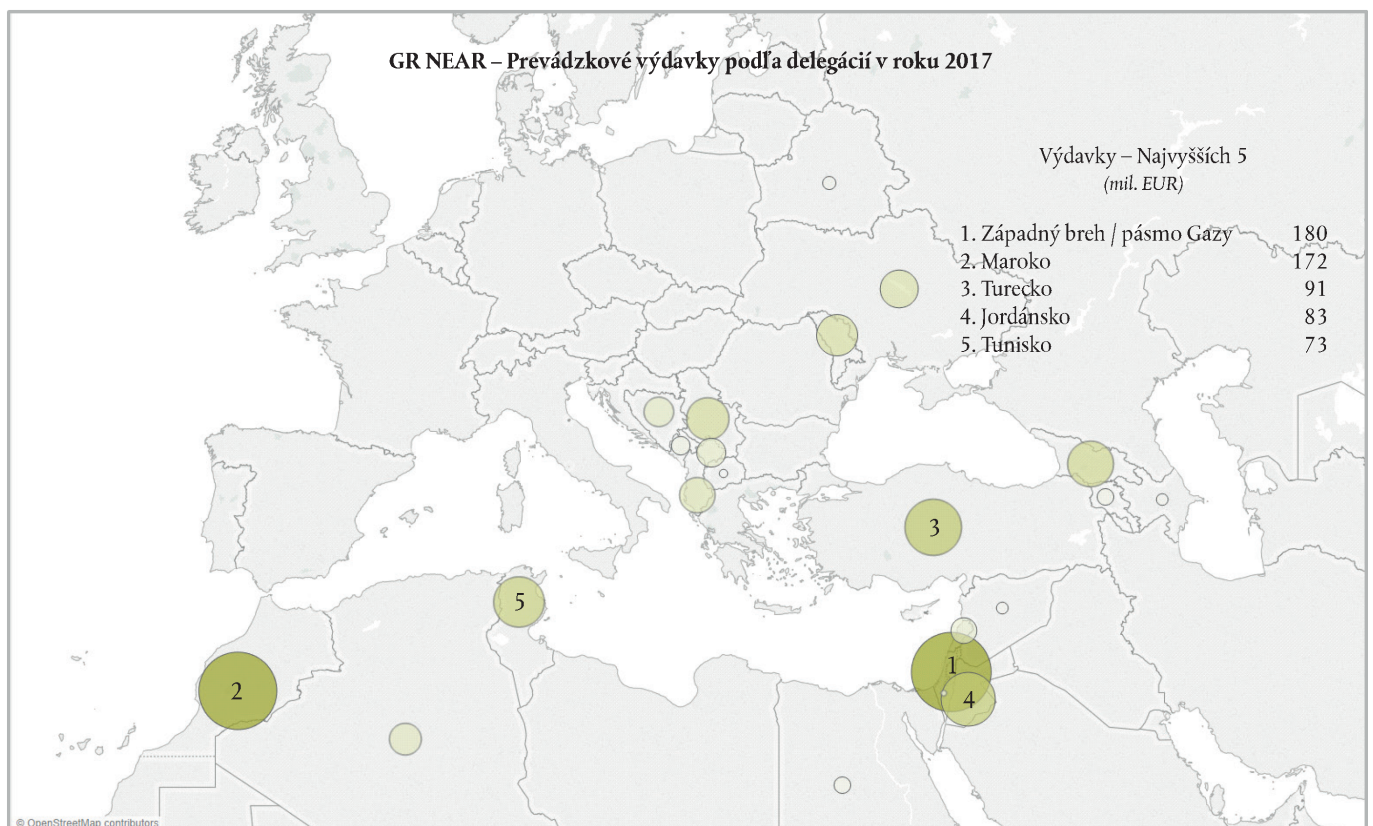 GR NEAR – Prevádzkové výdavky podľa delegácií v roku 2017
Výdavky – Najvyšších 5
(mil. EUR)
1. Západný breh / pásmo Gazy 180
2. Maroko 172
3. Turecko 91
4. Jordánsko 83
5. Tunisko 73
3
5
1
2
4
© OpenStreetMap contributors